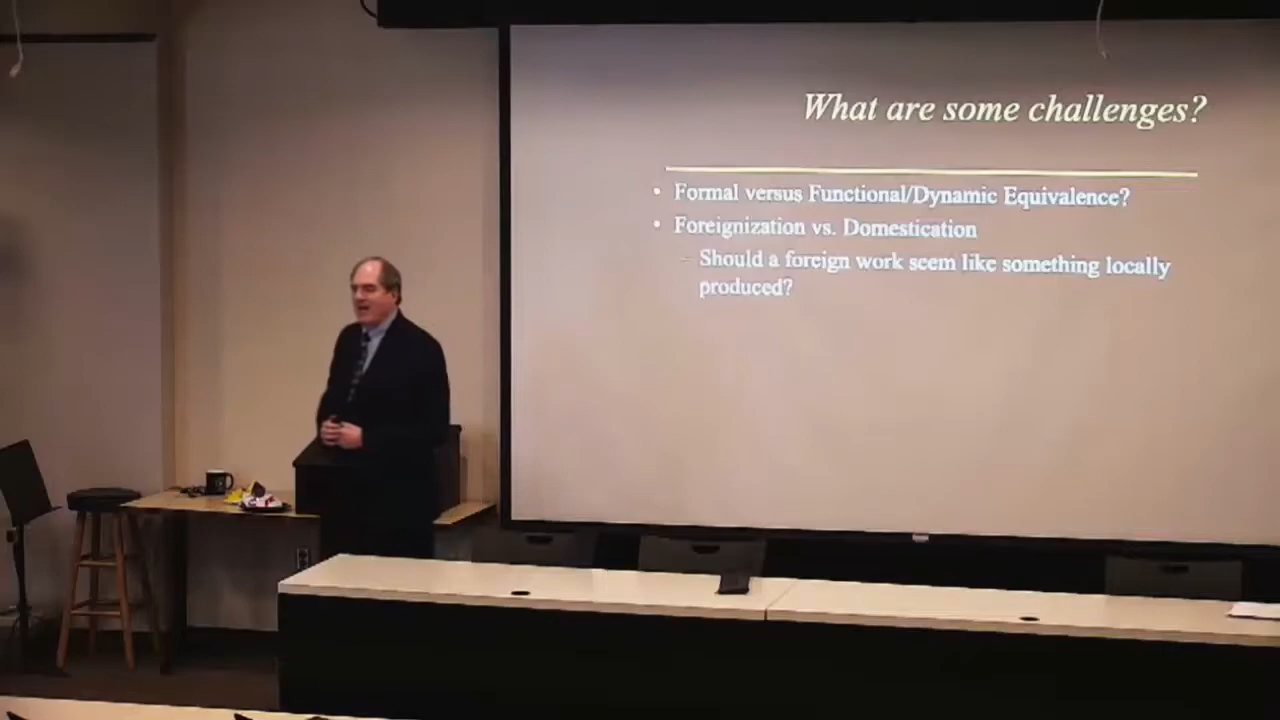 What are some challenges?
• Formal versus Functional/Dynamic Equivalence?
• Foreignization vs. Domestication
– Should a foreign work seem like something locally
produced?